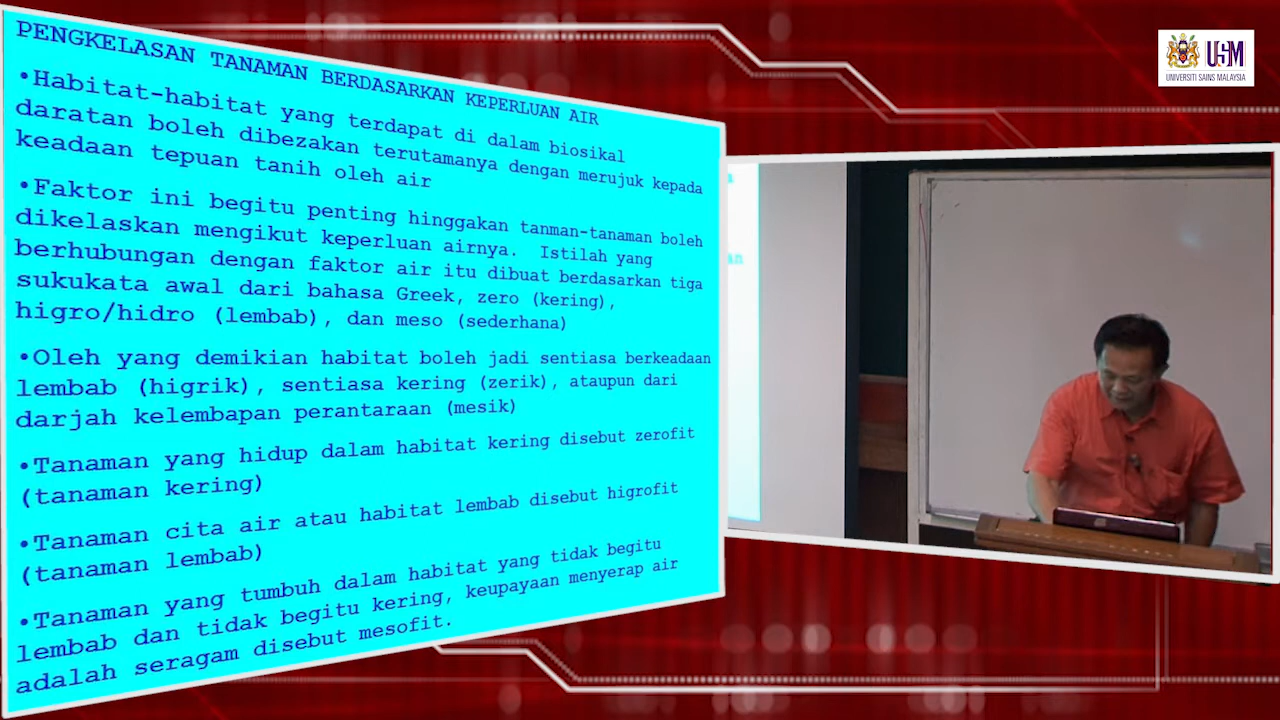 PENGKELASAN TANAMAN BERDASARKAN KEPERLUAN AIR
•Habitat-habitat yang terdapat di dalam biosikal
daratan boleh dibezakan terutamanya dengan merujuk kepada
keadaan tepuan tanih oleh air
•Faktor ini begitu penting hinggakan tanman-tanaman boleh
dikelaskan mengikut keperluan airnya. Istilah yang
berhubungan dengan faktor air itu dibuat berdasarkan tiga
sukukata awal dari bahasa Greek, zero (kering),
higro/hidro (lembab), dan meso (sederhana)
•Oleh yang demikian habitat boleh jadi sentiasa berkeadaan
lembab (higrik), sentiasa kering (zerik), ataupun dari
darjah kelembapan perantaraan (mesik)
•Tanaman yang hidup dalam habitat kering disebut zerofit
(tanaman kering)
•Tanaman cita air atau habitat lembab disebut higrofit
(tanaman lembab)
•Tanaman yang tumbuh dalam habitat yang tidak begitu
lembab dan tidak begitu kering, keupayaan menyerap air
adalah seragam disebut mesofit.
USM
UNIVERSITI SAINS MALAYSIA